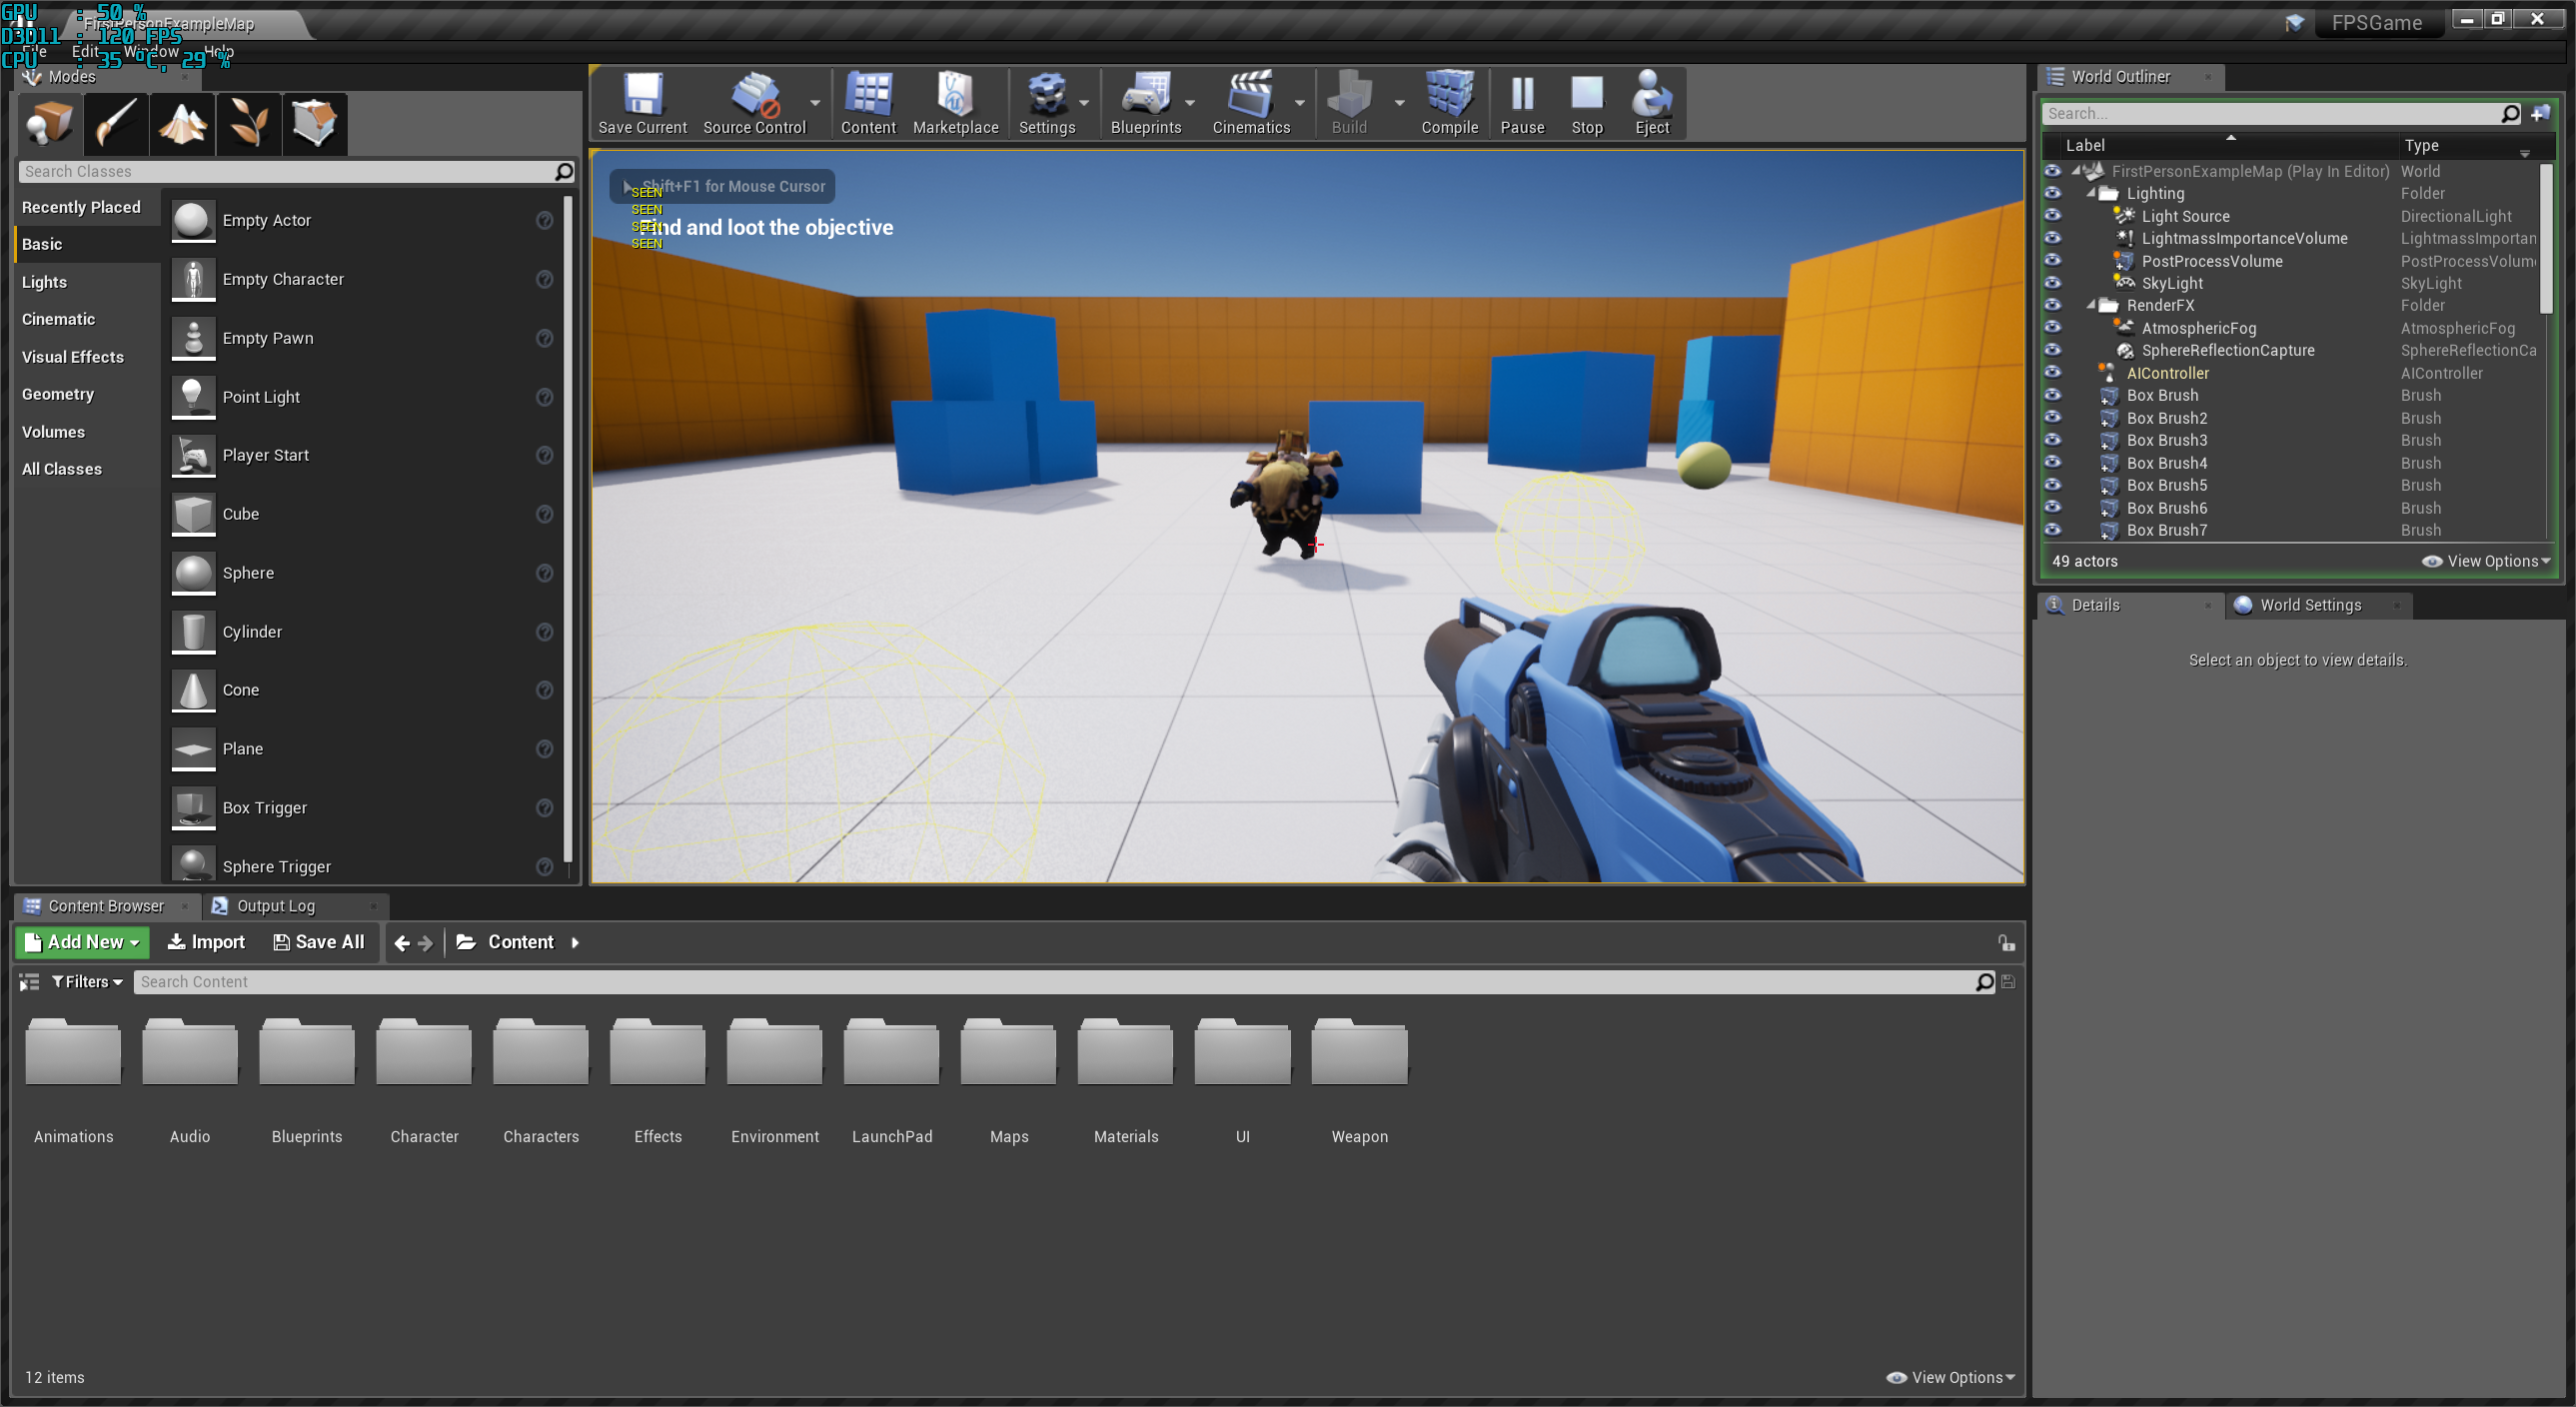 GPU : 50 %
D3D11 : 120 FPS
CPU : 35 °C, 29 %
FirstPersonExampleMap
FPSGame
File Edit Window Help
Modes
Save Current
Source Control
Content
Marketplace
Settings
Blueprints
Cinematics
Build
Compile
Pause
Stop
Eject
Search Classes
Recently Placed
Basic
Lights
Cinematic
Visual Effects
Geometry
Volumes
All Classes
Empty Actor
Empty Character
Empty Pawn
Point Light
Player Start
Cube
Sphere
Cylinder
Cone
Plane
Box Trigger
Sphere Trigger
Shift+F1 for Mouse Cursor
SEEN
SEEN
SEEN
SEEN
Find and loot the objective
World Outliner
Search...
Label Type
FirstPersonExampleMap (Play In Editor) World
Lighting Folder
Light Source DirectionalLight
LightmassImportanceVolume LightmassImportan
PostProcessVolume PostProcessVolum
SkyLight SkyLight
RenderFX Folder
AtmosphericFog AtmosphericFog
SphereReflectionCapture SphereReflectionCa
AIController AIController
Box Brush Brush
Box Brush2 Brush
Box Brush3 Brush
Box Brush4 Brush
Box Brush5 Brush
Box Brush6 Brush
Box Brush7 Brush
49 actors View Options
Details
World Settings
Select an object to view details.
Content Browser
Output Log
Add New Import Save All Content
Filters Search Content
Animations
Audio
Blueprints
Character
Characters
Effects
Environment
LaunchPad
Maps
Materials
UI
Weapon
12 items View Options